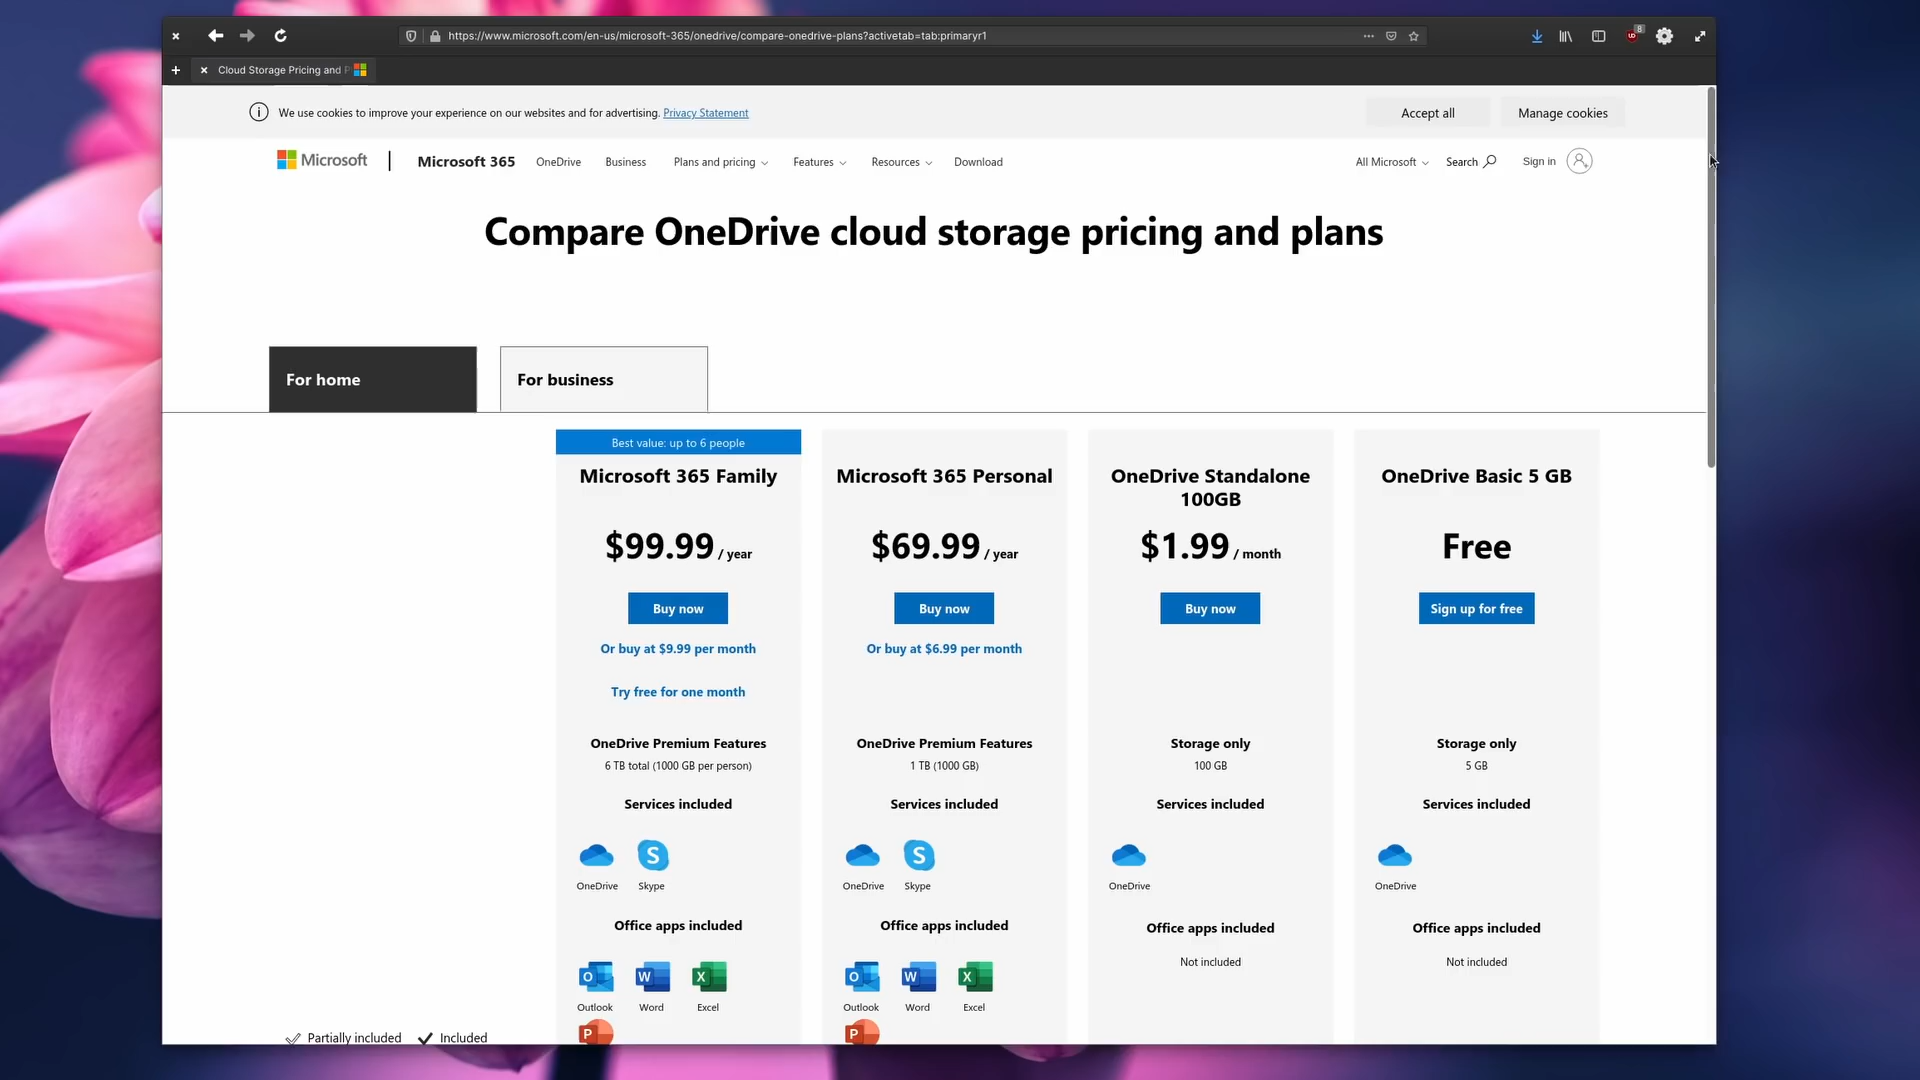 https://www.microsoft.com/en-us/microsoft-365/onedrive/compare-onedrive-plans?activetab=tab:primaryr1
8
Cloud Storage Pricing and P
We use cookies to improve your experience on our websites and for advertising. Privacy Statement
Accept all
Manage cookies
Microsoft
Microsoft 365
OneDrive
Business
Plans and pricing
Features
Resources
Download
All Microsoft
Search
Sign in
Compare OneDrive cloud storage pricing and plans
For home
For business
Best value: up to 6 people
Microsoft 365 Family
$99.99 / year
Buy now
Or buy at $9.99 per month
Try free for one month
OneDrive Premium Features
6 TB total (1000 GB per person)
Services included
OneDrive
Skype
Office apps included
Outlook
Word
Excel
Microsoft 365 Personal
$69.99 / year
Buy now
Or buy at $6.99 per month
OneDrive Premium Features
1 TB (1000 GB)
Services included
OneDrive
Skype
Office apps included
Outlook
Word
Excel
OneDrive Standalone
100GB
$1.99 / month
Buy now
Storage only
100 GB
Services included
OneDrive
Office apps included
Not included
OneDrive Basic 5 GB
Free
Sign up for free
Storage only
5 GB
Services included
OneDrive
Office apps included
Not included
Partially included
Included